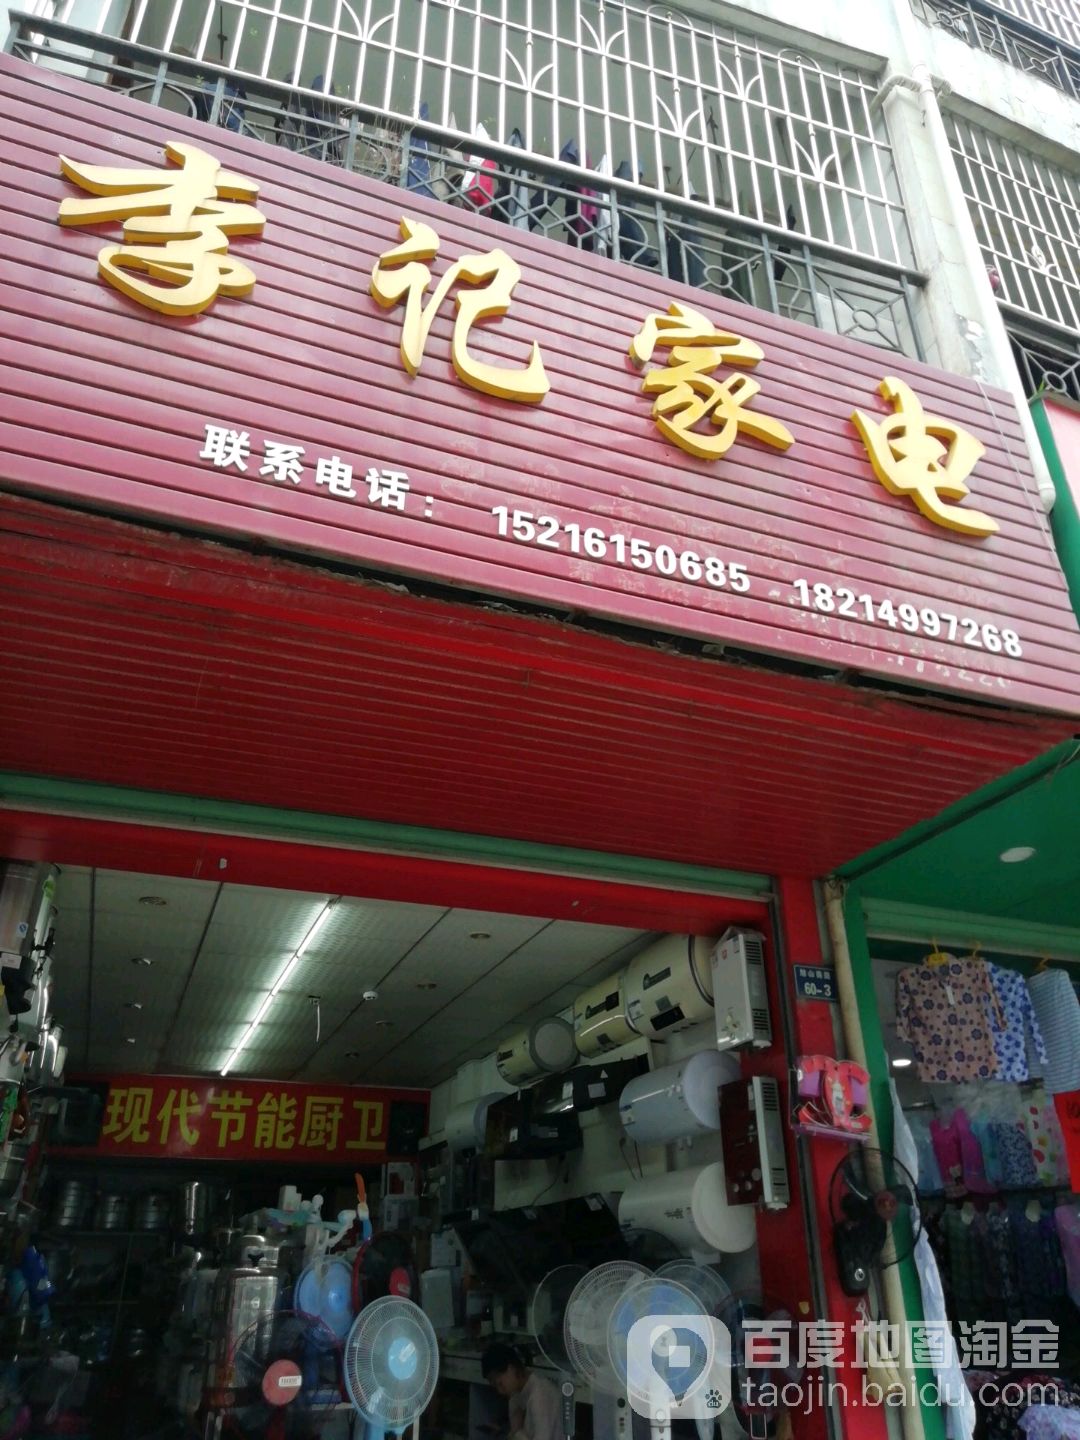 李记家电
联系电话： 15216150685 18214997268
60-3
现代节能厨卫
百度地图淘金
taojin.baidu.com